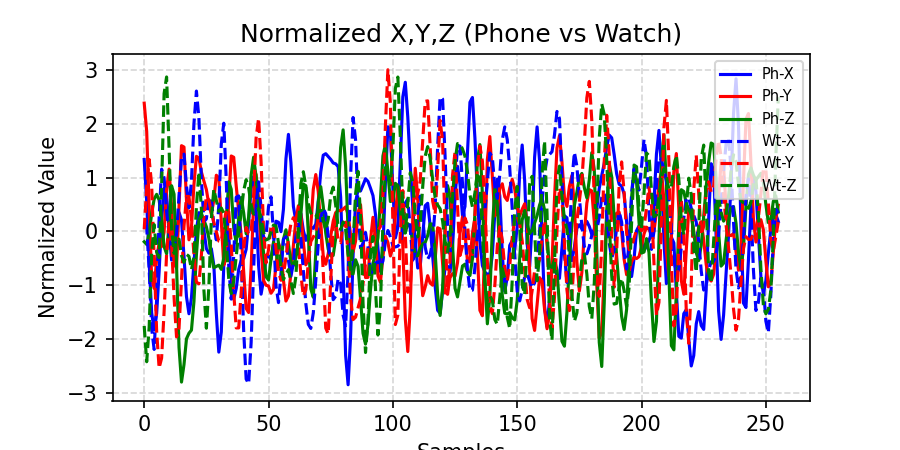 Normalized X,Y,Z (Phone vs Watch)
Normalized Value
3
2
1
0
−1
−2
−3
0 50 100 150 200 250
Samples
Ph-X
Ph-Y
Ph-Z
Wt-X
Wt-Y
Wt-Z